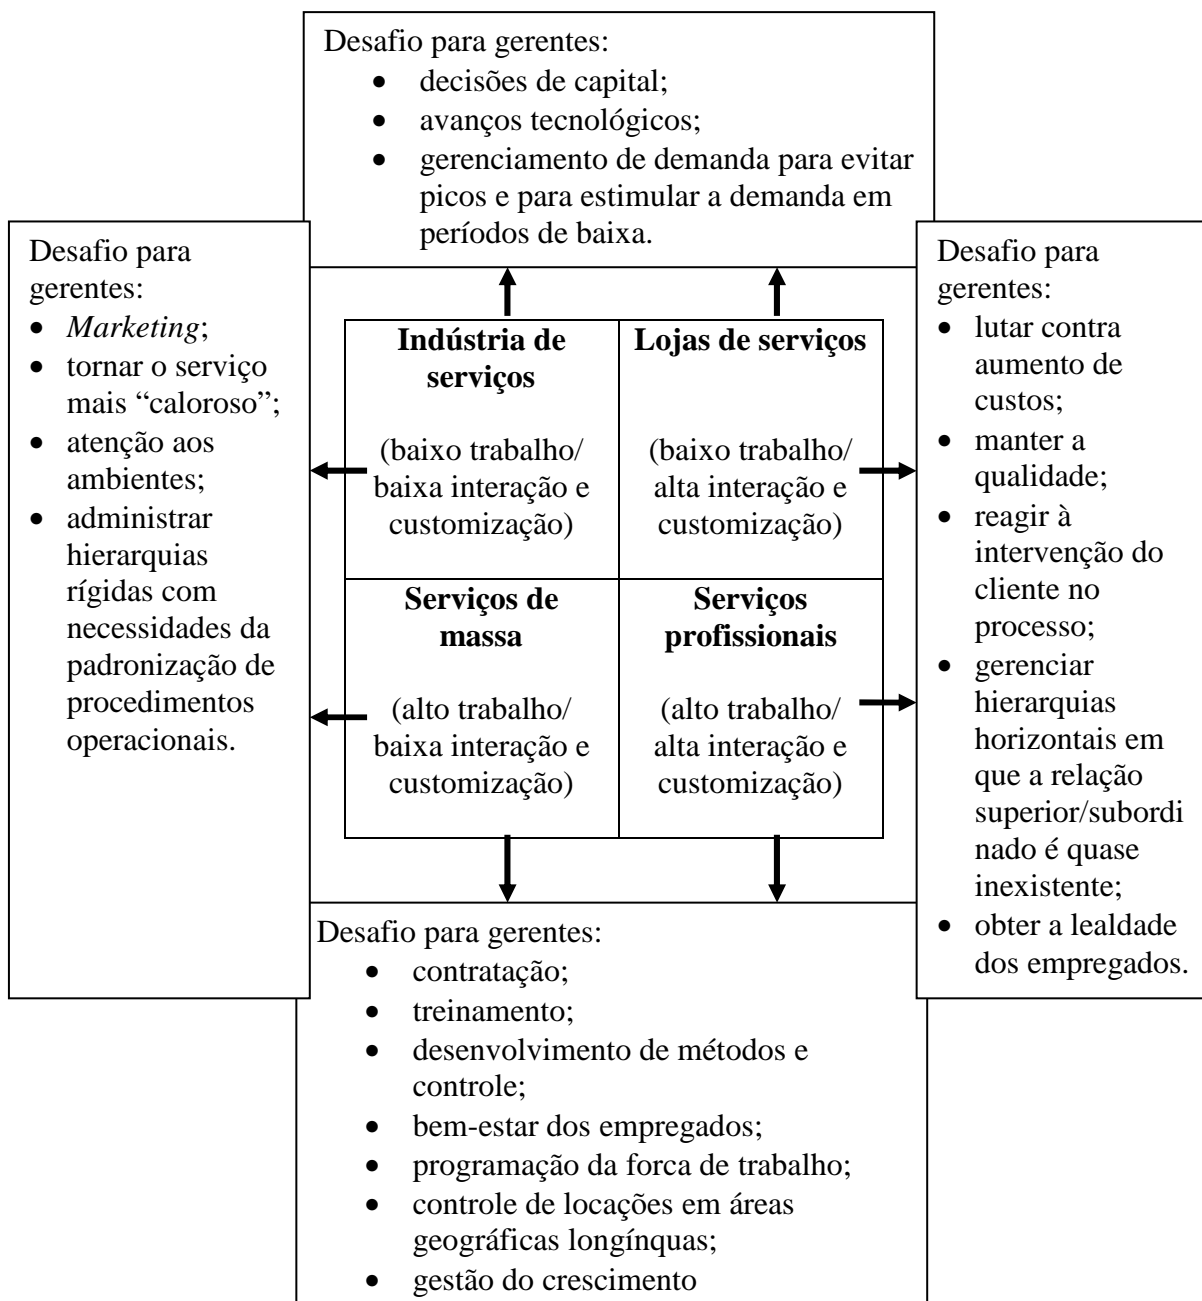 Desafio para gerentes:
• decisões de capital;
• avanços tecnológicos;
• gerenciamento de demanda para evitar
picos e para estimular a demanda em
períodos de baixa.
Desafio para
gerentes:
• Marketing;
• tornar o serviço
mais “caloroso”;
• atenção aos
ambientes;
• administrar
hierarquias
rígidas com
necessidades da
padronização de
procedimentos
operacionais.
Indústria de
serviços
(baixo trabalho/
baixa interação e
customização)
Lojas de serviços
(baixo trabalho/
alta interação e
customização)
Serviços de
massa
(alto trabalho/
baixa interação e
customização)
Serviços
profissionais
(alto trabalho/
alta interação e
customização)
Desafio para
gerentes:
• lutar contra
aumento de
custos;
• manter a
qualidade;
• reagir à
intervenção do
cliente no
processo;
• gerenciar
hierarquias
horizontais em
que a relação
superior/subordi
nado é quase
inexistente;
• obter a lealdade
dos empregados.
Desafio para gerentes:
• contratação;
• treinamento;
• desenvolvimento de métodos e
controle;
• bem-estar dos empregados;
• programação da forca de trabalho;
• controle de locações em áreas
geográficas longínquas;
• gestão do crescimento